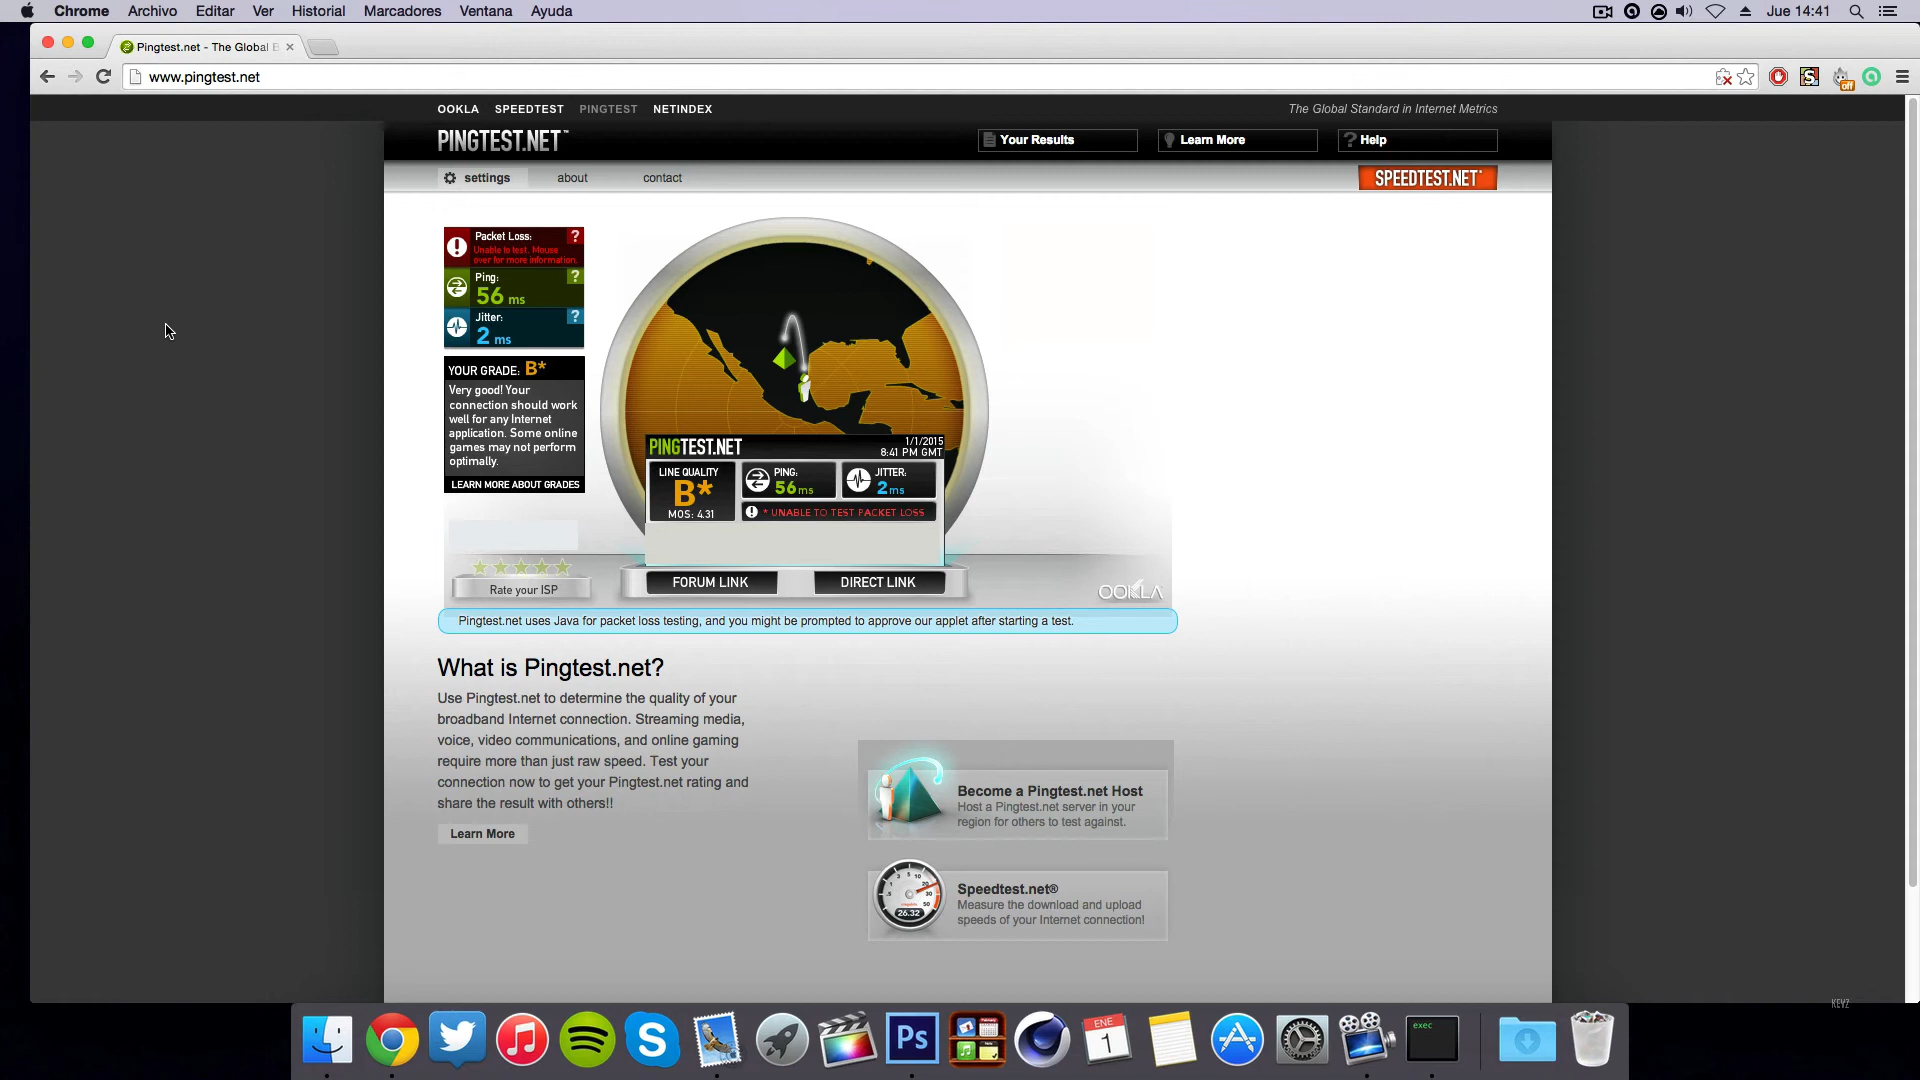 Chrome Archivo Editar Ver Historial Marcadores Ventana Ayuda Jue 14:41
Pingtest.net - The Global B
www.pingtest.net
off
OOKLA SPEEDTEST PINGTEST NETINDEX The Global Standard in Internet Metrics
PINGTEST.NET™ Your Results Learn More ? Help
settings about contact SPEEDTEST.NET
Packet Loss: ?
Unable to test. Mouse
over for more information.
Ping: ?
56 ms
Jitter: ?
2 ms
YOUR GRADE: B*
Very good! Your
connection should work
well for any Internet
application. Some online
games may not perform
optimally.
LEARN MORE ABOUT GRADES
Rate your ISP
PINGTEST.NET 1/1/2015
8:41 PM GMT
LINE QUALITY
B*
MOS: 4.31
PING:
56 ms
JITTER:
2 ms
* UNABLE TO TEST PACKET LOSS
FORUM LINK DIRECT LINK
OOKLA
Pingtest.net uses Java for packet loss testing, and you might be prompted to approve our applet after starting a test.
What is Pingtest.net?
Use Pingtest.net to determine the quality of your
broadband Internet connection. Streaming media,
voice, video communications, and online gaming
require more than just raw speed. Test your
connection now to get your Pingtest.net rating and
share the result with others!!
Learn More
Become a Pingtest.net Host
Host a Pingtest.net server in your
region for others to test against.
26.32
Speedtest.net®
Measure the download and upload
speeds of your Internet connection!
KEYZ
Ps
ENE
1
exec